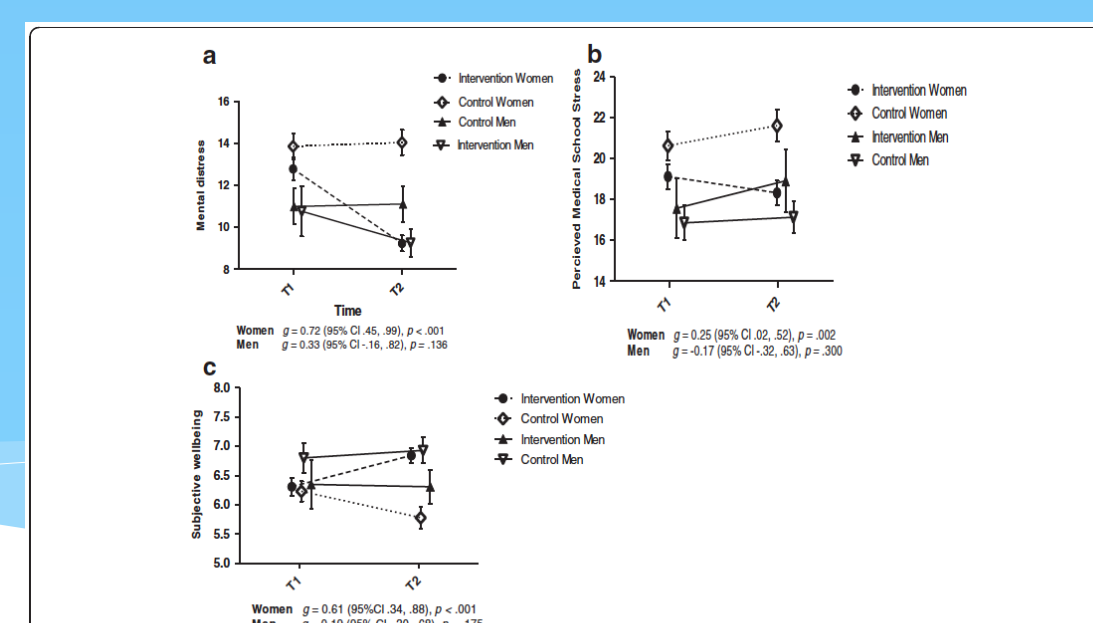 a
Mental distress
16
14
12
10
8
T1
T2
Time
Intervention Women
Control Women
Control Men
Intervention Men
Women g = 0.72 (95% CI .45, .99), p < .001
Men g = 0.33 (95% CI -.16, .82), p = .136
b
Percieved Medical School Stress
24
22
20
18
16
14
T1
T2
Intervention Women
Control Women
Intervention Men
Control Men
Women g = 0.25 (95% CI .02, .52), p = .002
Men g = -0.17 (95% CI -.32, .63), p = .300
c
Subjective wellbeing
8.0
7.5
7.0
6.5
6.0
5.5
5.0
T1
T2
Intervention Women
Control Women
Intervention Men
Control Men
Women g = 0.61 (95%CI .34, .88), p < .001